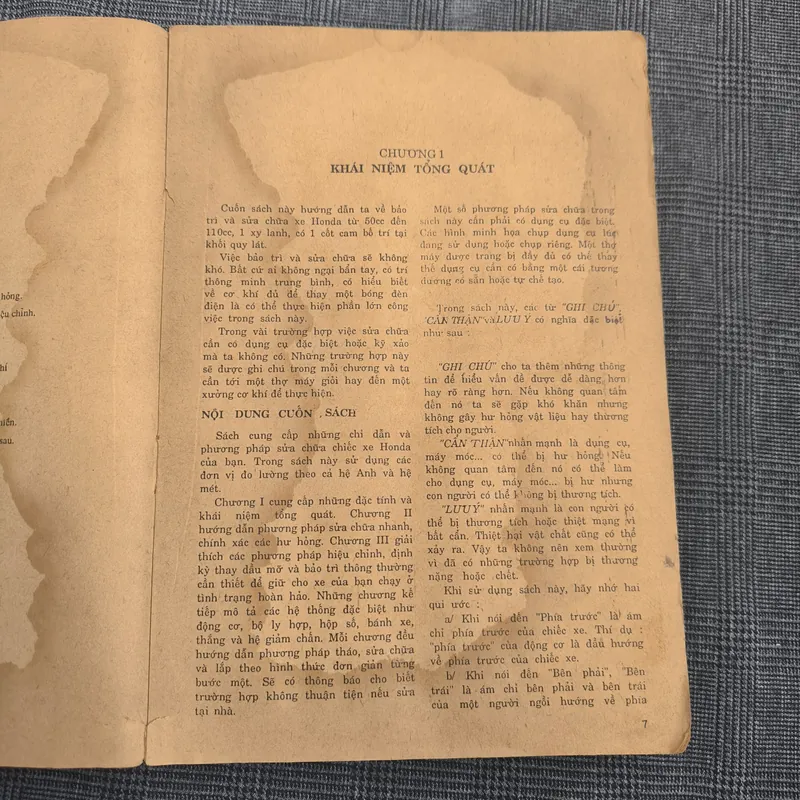 hỏng.
ệu chỉnh.
hí
iển.
sau.
CHƯƠNG 1
KHÁI NIỆM TỔNG QUÁT
Cuốn sách này hướng dẫn ta về bảo
trì và sửa chữa xe Honda từ 50cc đến
110cc, 1 xy lanh, có 1 cốt cam bố trí tại
khối quy lát.
Việc bảo trì và sửa chữa sẽ không
khó. Bất cứ ai không ngại bẩn tay, có trí
thông minh trung bình, có hiểu biết
về cơ khí đủ để thay một bóng đèn
điện là có thể thực hiện phần lớn công
việc trong sách này.
Trong vài trường hợp việc sửa chữa
cần có dụng cụ đặc biệt hoặc kỹ xảo
mà ta không có. Những trường hợp này
sẽ được ghi chú trong mỗi chương và ta
cần tới một thợ máy giỏi hay đến một
xưởng cơ khí để thực hiện.
NỘI DUNG CUỐN SÁCH
Sách cung cấp những chỉ dẫn và
phương pháp sửa chữa chiếc xe Honda
của bạn. Trong sách này sử dụng các
đơn vị đo lường theo cả hệ Anh và hệ
mét.
Chương I cung cấp những đặc tính và
khái niệm tổng quát. Chương II
hướng dẫn phương pháp sửa chữa nhanh,
chính xác các hư hỏng. Chương III giải
thích các phương pháp hiệu chỉnh, định
kỳ thay dầu mỡ và bảo trì thông thường
cần thiết để giữ cho xe của bạn chạy ở
tình trạng hoàn hảo. Những chương kế
tiếp mô tả các hệ thống đặc biệt như
động cơ, bộ ly hợp, hộp số, bánh xe,
thắng và hệ giảm chấn. Mỗi chương đều
hướng dẫn phương pháp tháo, sửa chữa
và lắp theo hình thức đơn giản từng
bước một. Sẽ có thông báo cho biết
trường hợp không thuận tiện nếu sửa
tại nhà.
Một số phương pháp sửa chữa trong
sách này cần phải có dụng cụ đặc biệt.
Các hình minh họa chụp dụng cụ lúc
đang sử dụng hoặc chụp riêng. Một thợ
máy được trang bị đầy đủ có thể thay
thế dụng cụ cần có bằng một cái tương
đương có sẵn hoặc tự chế tạo.
Trong sách này, các từ "GHI CHÚ",
"CẨN THẬN" và LƯU Ý có nghĩa đặc biệt
như sau :
"GHI CHÚ" cho ta thêm những thông
tin để hiểu vấn đề được dễ dàng hơn
hay rõ ràng hơn. Nếu không quan tâm
đến nó ta sẽ gặp khó khăn nhưng
không gây hư hỏng vật liệu hay thương
tích cho người.
"CẨN THẬN" nhấn mạnh là dụng cụ,
máy móc... có thể bị hư hỏng. Nếu
không quan tâm đến nó có thể làm
cho dụng cụ, máy móc... bị hư nhưng
con người có thể không bị thương tích.
"LƯU Ý" nhấn mạnh là con người có
thể bị thương tích hoặc thiệt mạng vì
bất cẩn. Thiệt hại vật chất cũng có thể
xảy ra. Vậy ta không nên xem thường
vì đã có những trường hợp bị thương
nặng hoặc chết.
Khi sử dụng sách này, hãy nhớ hai
qui ước :
a/ Khi nói đến "Phía trước" là ám
chỉ phía trước của chiếc xe. Thí dụ :
"phía trước" của động cơ là đầu hướng
về phía trước của chiếc xe.
b/ Khi nói đến "Bên phải", "Bên
trái" là ám chỉ bên phải và bên trái
của một người ngồi hướng về phía
7